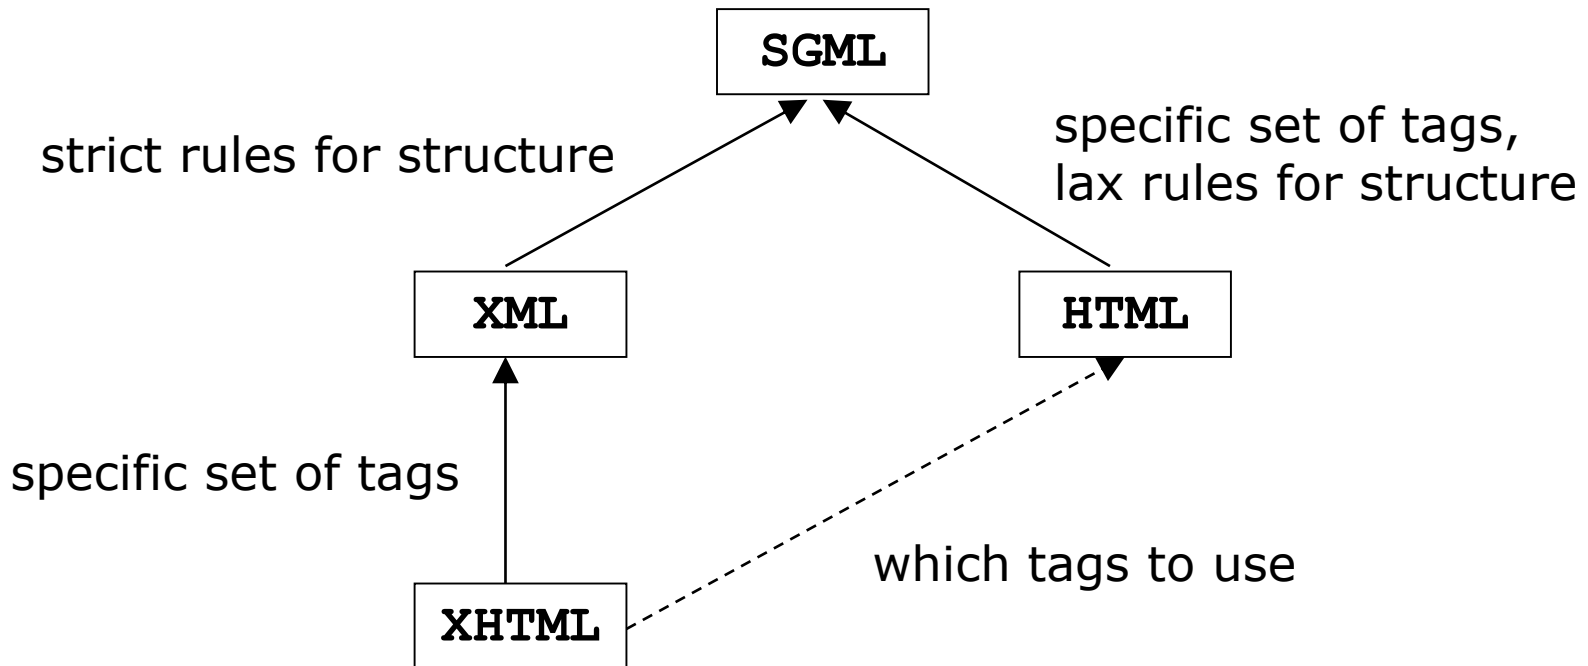 SGML
strict rules for structure
specific set of tags,
lax rules for structure
XML
HTML
specific set of tags
which tags to use
XHTML